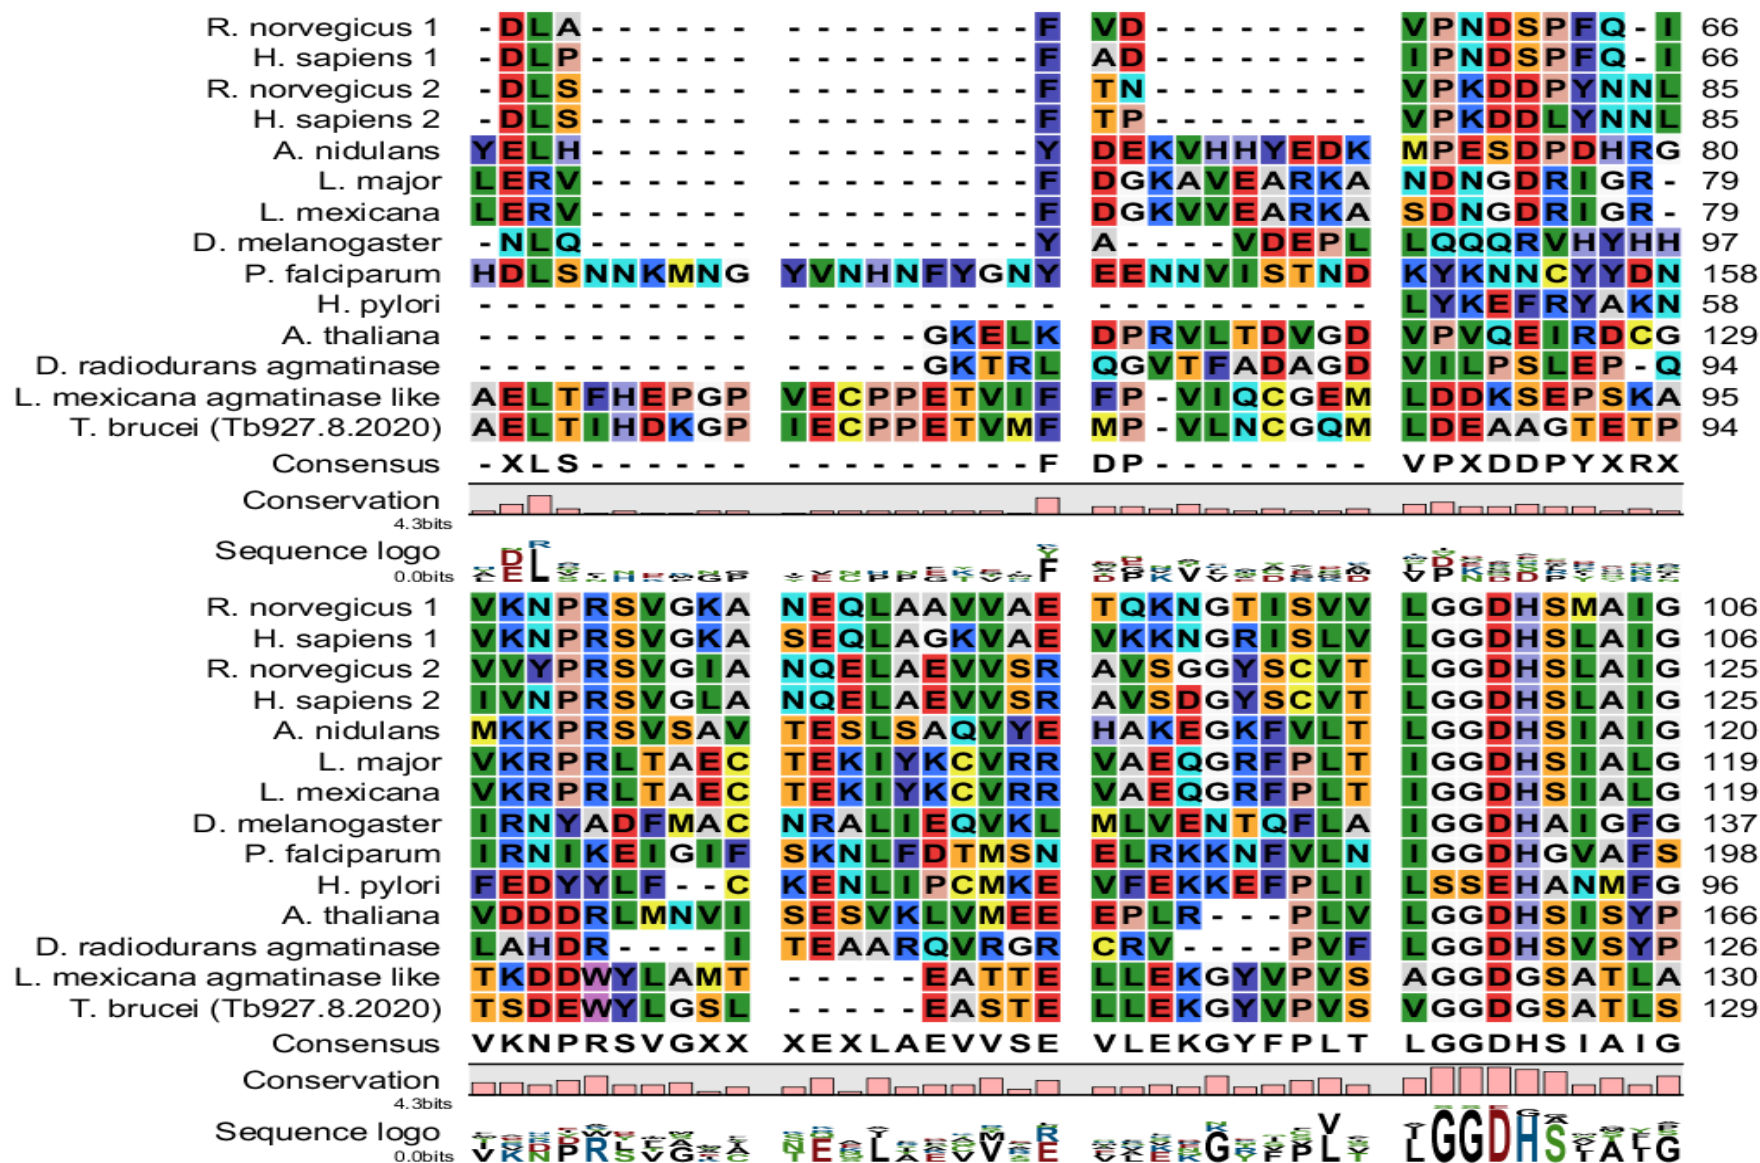 R. norvegicus 1 -DLA------ ---------F VD-------- VPNDSPFQ-I 66
H. sapiens 1 -DLP------ ---------F AD-------- IPNDSPFQ-I 66
R. norvegicus 2 -DLS------ ---------F TN-------- VPKDDPYNNL 85
H. sapiens 2 -DLS------ ---------F TP-------- VPKDDLYNNL 85
A. nidulans YELH------ ---------Y DEKVHHYEDK MPESDPDHRG 80
L. major LERV------ ---------F DGKAVEARKA NDNGDRIGR- 79
L. mexicana LERV------ ---------F DGKVVEARKA SDNGDRIGR- 79
D. melanogaster -NLQ------ ---------Y A----VDEPL LQQQRVHYHH 97
P. falciparum HDLSNNKMNG YVNHNFYGNY EENNVISTND KYKNNCYYDN 158
H. pylori ---------- ---------- ---------- LYKEFRYAKN 58
A. thaliana ---------- -----GKELK DPRVLTDVGD VPVQEIRDCG 129
D. radiodurans agmatinase ---------- -----GKTRL QGVTFADAGD VILPSLEP-Q 94
L. mexicana agmatinase like AELTFHEPGP VECPPETVIF FP-VIQCGEM LDDKSEPSKA 95
T. brucei (Tb927.8.2020) AELTIHDKGP IECPPETVMF MP-VLNCGQM LDEAAGTETP 94
Consensus -XLS------ ---------F DP-------- VPXDDPYXRX
Conservation
4.3bits
Sequence logo
0.0bits
R. norvegicus 1 VKNPRSVGKA NEQLAAVVAE TQKNGTISVV LGGDHSMAIG 106
H. sapiens 1 VKNPRSVGKA SEQLAGKVAE VKKNGRISLV LGGDHSLAIG 106
R. norvegicus 2 VVYPRSVGIA NQELAEVVSR AVSGGYSCVT LGGDHSLAIG 125
H. sapiens 2 IVNPRSVGLA NQELAEVVSR AVSDGYSCVT LGGDHSLAIG 125
A. nidulans MKKPRSVSAV TESLSAQVYE HAKEGKFVLT LGGDHSIAIG 120
L. major VKRPRLTAEC TEKIYKCVRR VAEQGRFPLT IGGDHSIALG 119
L. mexicana VKRPRLTAEC TEKIYKCVRR VAEQGRFPLT IGGDHSIALG 119
D. melanogaster IRNYADFMAC NRALIEQVKL MLVENTQFLA IGGDHAIGFG 137
P. falciparum IRNIKEIGIF SKNLFDTMSN ELRKKNFVLN IGGDHGVAFS 198
H. pylori FEDYYLF--C KENLIPCMKE VFEKKEFPLI LSSEHANMFG 96
A. thaliana VDDDRLMNVI SESVKLVMEE EPLR---PLV LGGDHSISYP 166
D. radiodurans agmatinase LAHDR----I TEAARQVRGR CRV----PVF LGGDHSVSYP 126
L. mexicana agmatinase like TKDDWYLAMT -----EATTE LLEKGYVPVS AGGDGSATLA 130
T. brucei (Tb927.8.2020) TSDEWYLGSL -----EASTE LLEKGYVPVS VGGDGSATLS 129
Consensus VKNPRSVGXX XEXLAEVVSE VLEKGYFPLT LGGDHSIAIG
Conservation
4.3bits
Sequence logo
0.0bits